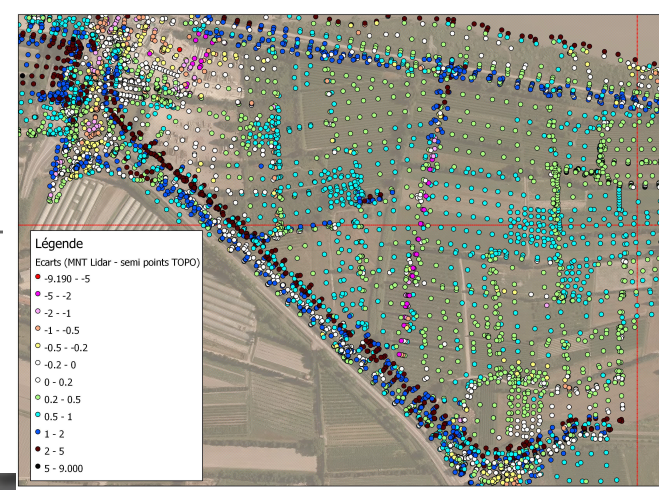 Légende
Ecarts (MNT Lidar - semi points TOPO)
-9.190 - -5
-5 - -2
-2 - -1
-1 - -0.5
-0.5 - -0.2
-0.2 - 0
0 - 0.2
0.2 - 0.5
0.5 - 1
1 - 2
2 - 5
5 - 9.000